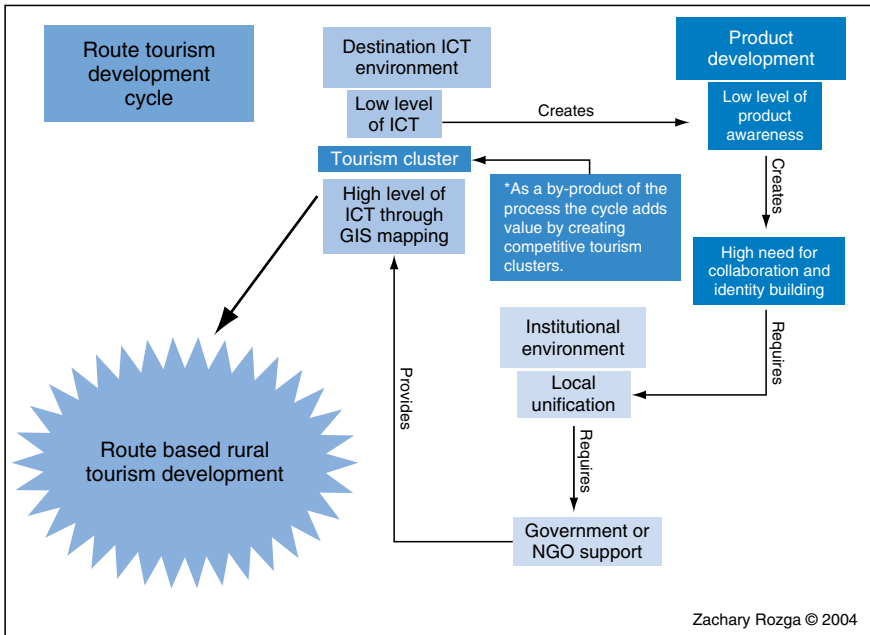 Route tourism
development
cycle
Destination ICT
environment
Low level
of ICT
Creates
Product
development
Low level of
product
awareness
Creates
High need for
collaboration and
identity building
Requires
Tourism cluster
*As a by-product of the
process the cycle adds
value by creating
competitive tourism
clusters.
High level of
ICT through
GIS mapping
Institutional
environment
Local
unification
Requires
Government or
NGO support
Provides
Route based rural
tourism development
Zachary Rozga © 2004